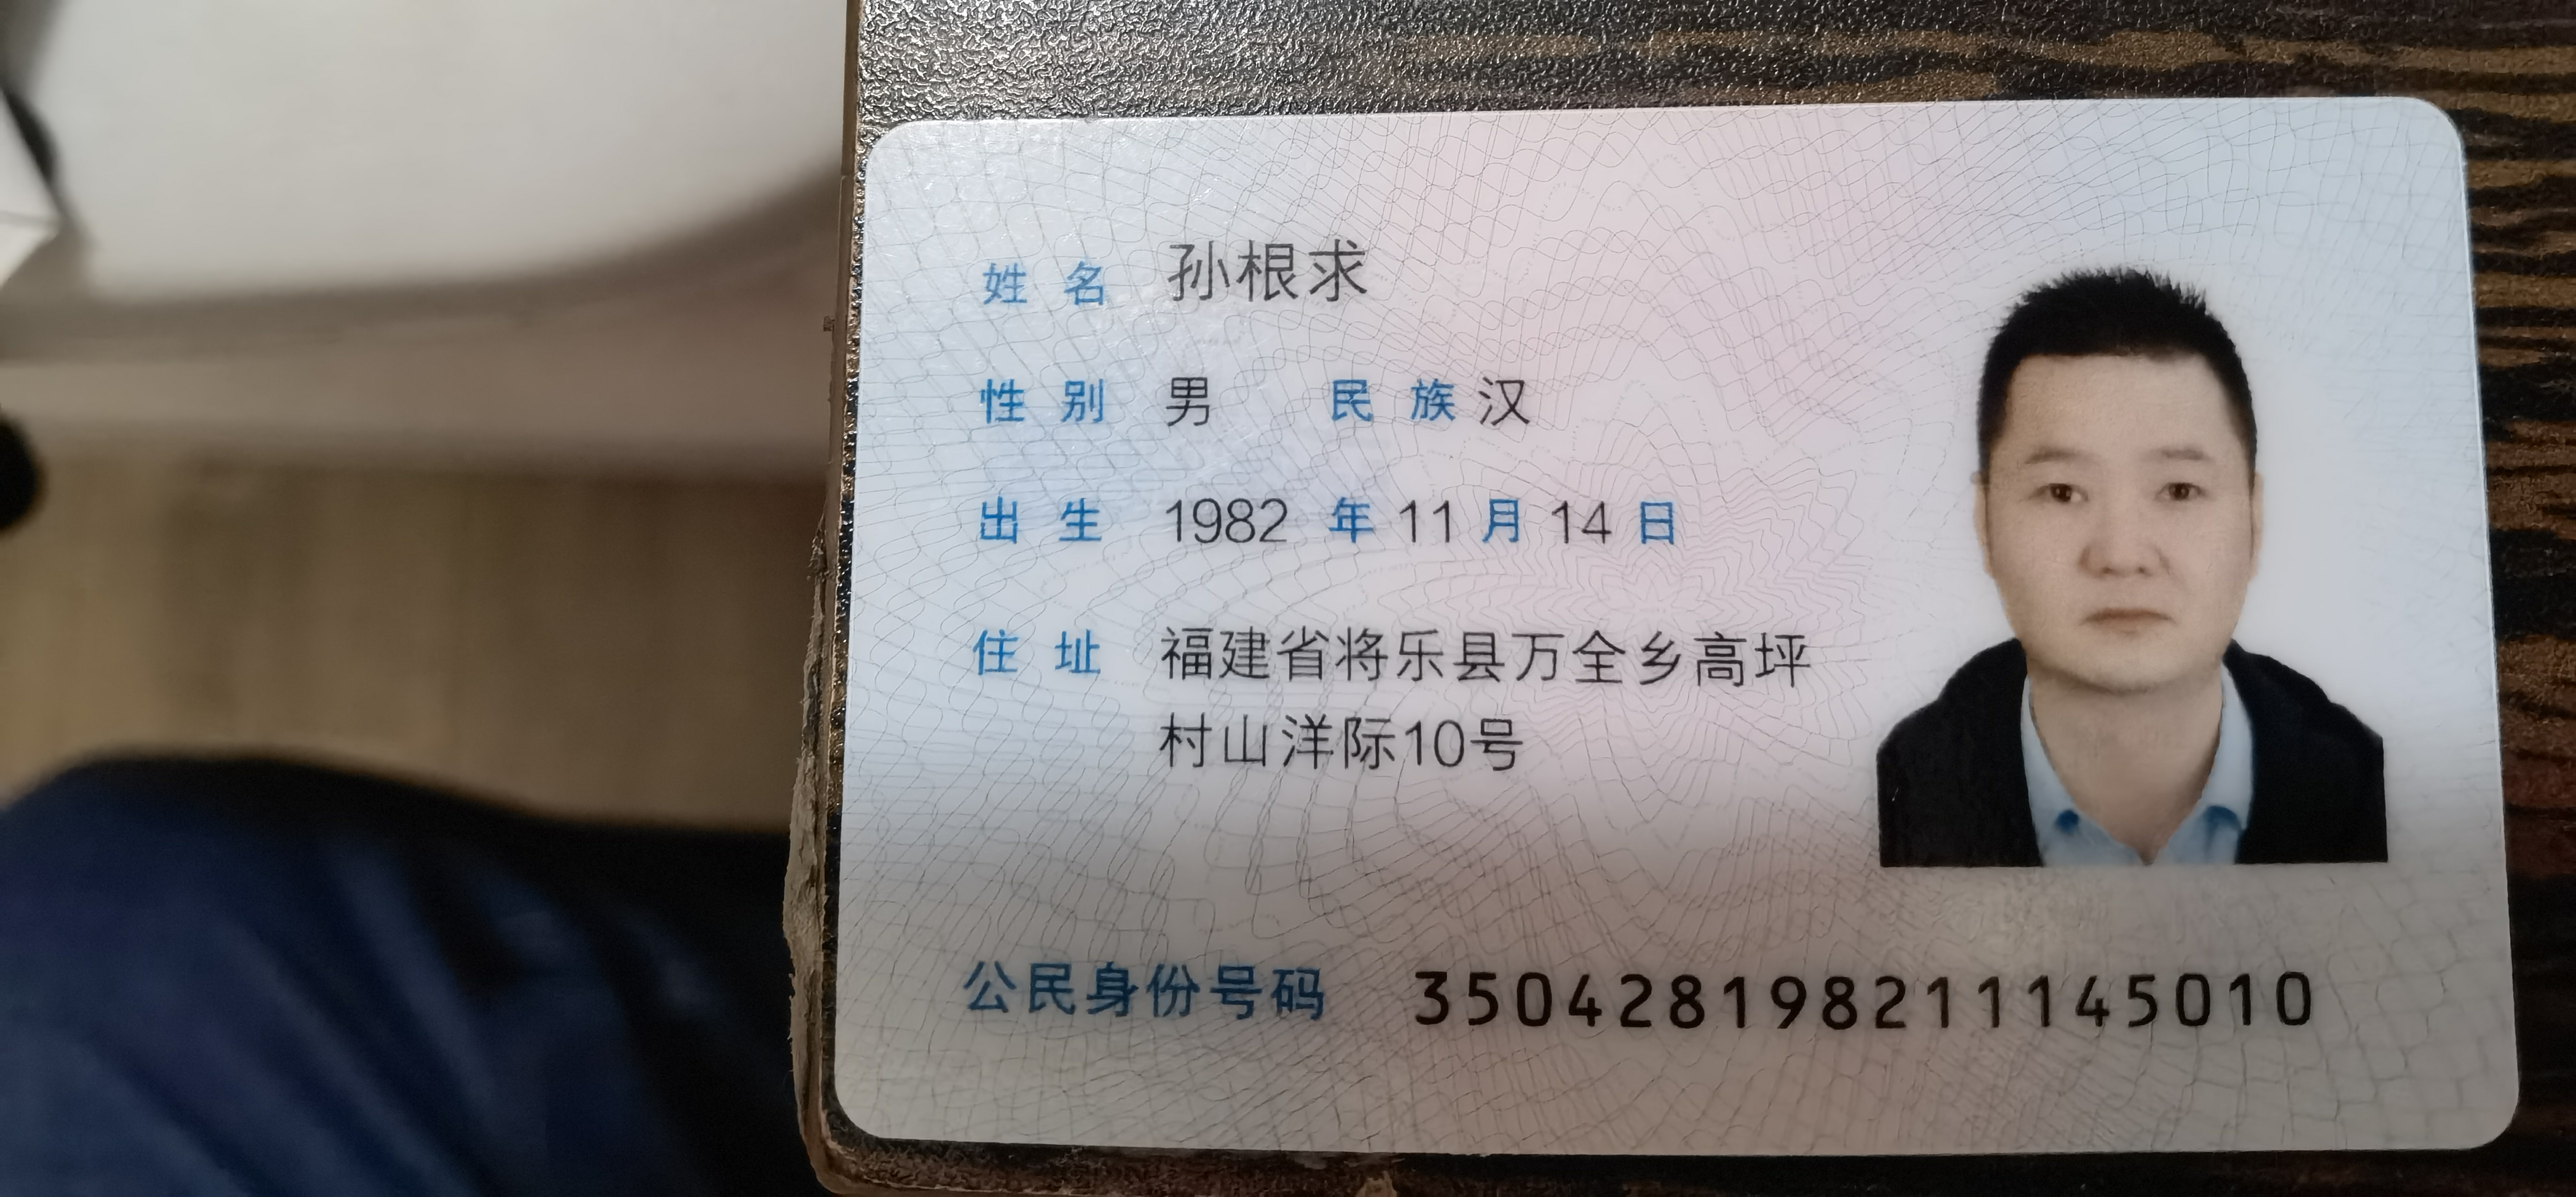 姓名 孙根求
性别 男 民族 汉
出生 1982 年 11 月 14 日
住址 福建省将乐县万全乡高坪
村山洋际10号
公民身份号码 350428198211145010